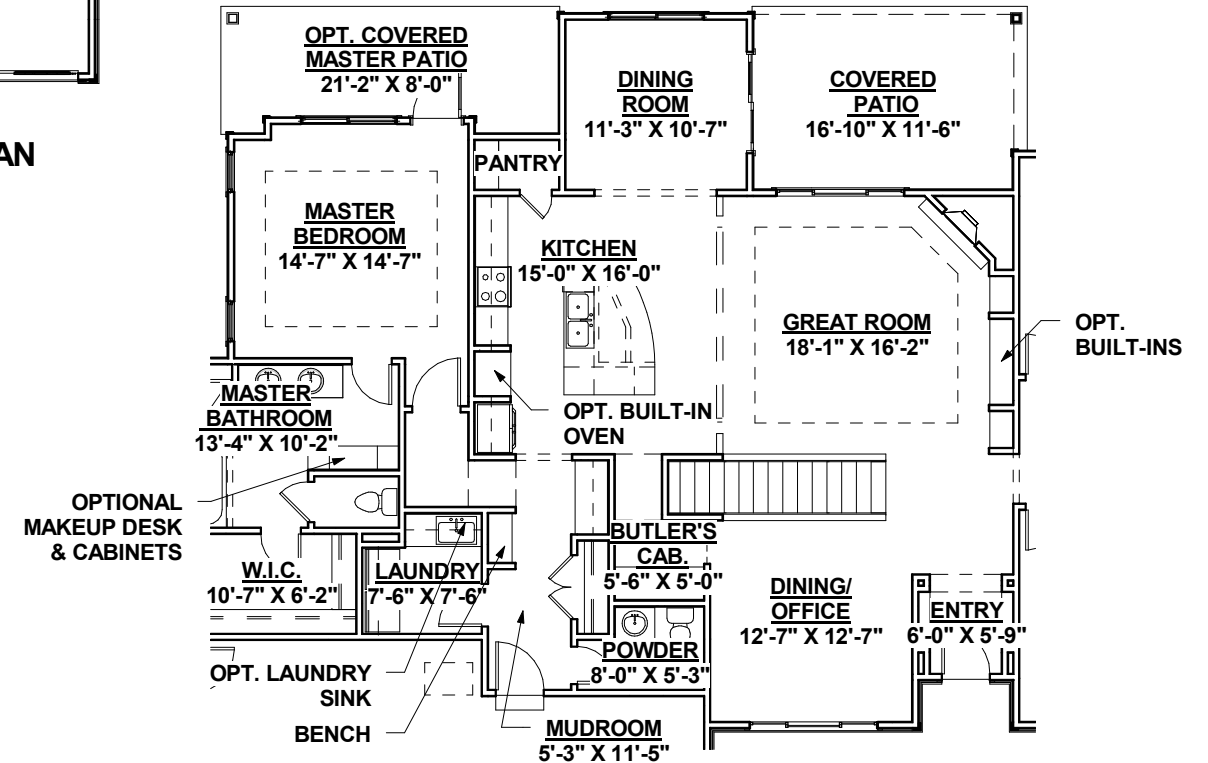 AN
OPT. COVERED
MASTER PATIO
21'-2" X 8'-0"
DINING
ROOM
11'-3" X 10'-7"
COVERED
PATIO
16'-10" X 11'-6"
PANTRY
MASTER
BEDROOM
14'-7" X 14'-7"
KITCHEN
15'-0" X 16'-0"
GREAT ROOM
18'-1" X 16'-2"
OPT.
BUILT-INS
MASTER
BATHROOM
13'-4" X 10'-2"
OPT. BUILT-IN
OVEN
OPTIONAL
MAKEUP DESK
& CABINETS
BUTLER'S
CAB.
5'-6" X 5'-0"
W.I.C.
10'-7" X 6'-2"
LAUNDRY
7'-6" X 7'-6"
DINING/
OFFICE
12'-7" X 12'-7"
ENTRY
6'-0" X 5'-9"
POWDER
8'-0" X 5'-3"
OPT. LAUNDRY
SINK
BENCH
MUDROOM
5'-3" X 11'-5"